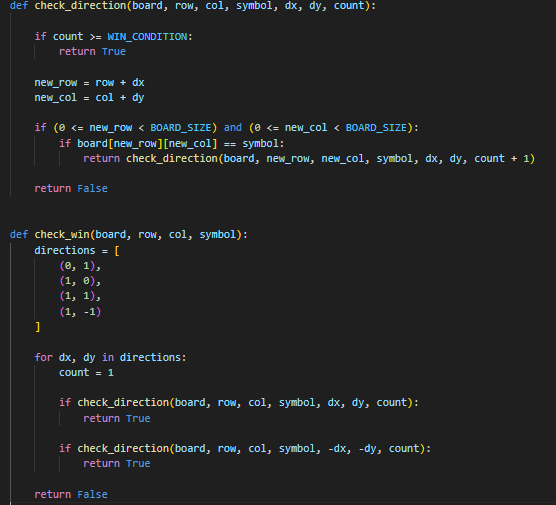 def check_direction(board, row, col, symbol, dx, dy, count):
if count >= WIN_CONDITION:
return True
new_row = row + dx
new_col = col + dy
if (0 <= new_row < BOARD_SIZE) and (0 <= new_col < BOARD_SIZE):
if board[new_row][new_col] == symbol:
return check_direction(board, new_row, new_col, symbol, dx, dy, count + 1)
return False
def check_win(board, row, col, symbol):
directions = [
(0, 1),
(1, 0),
(1, 1),
(1, -1)
]
for dx, dy in directions:
count = 1
if check_direction(board, row, col, symbol, dx, dy, count):
return True
if check_direction(board, row, col, symbol, -dx, -dy, count):
return True
return False